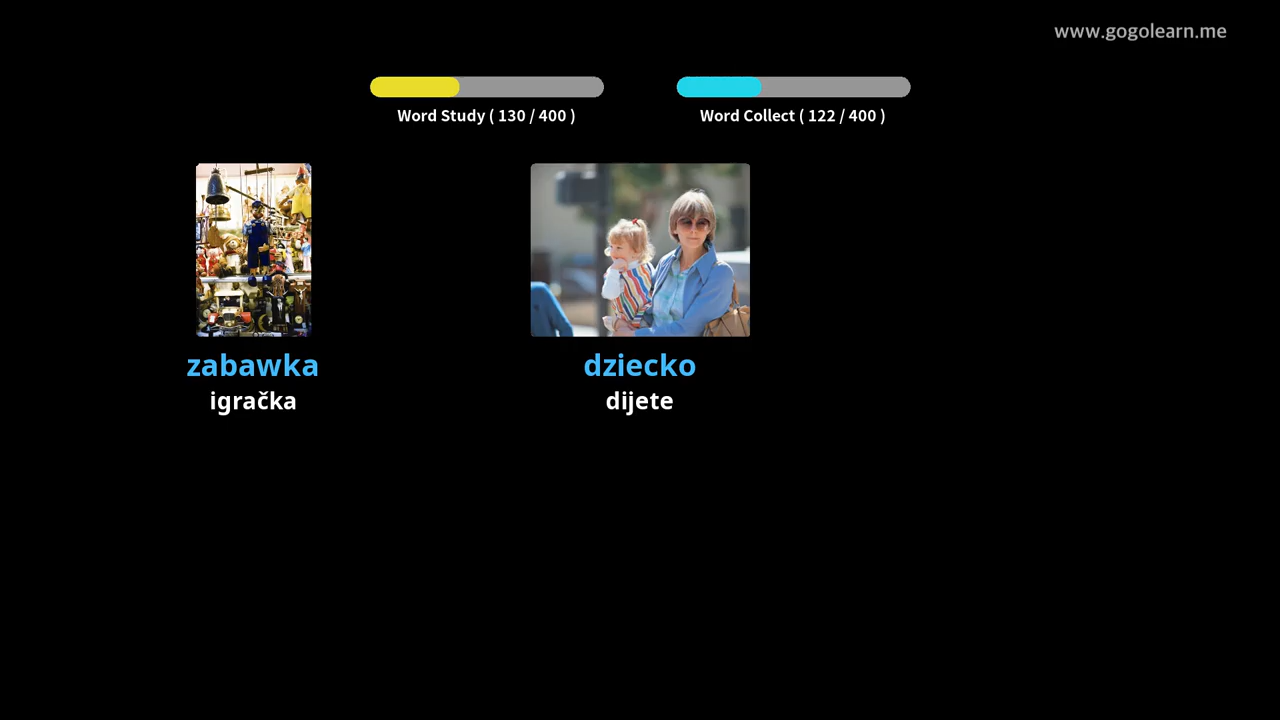 www.gogolearn.me
Word Study ( 130 / 400 )
Word Collect ( 122 / 400 )
zabawka
igračka
dziecko
dijete